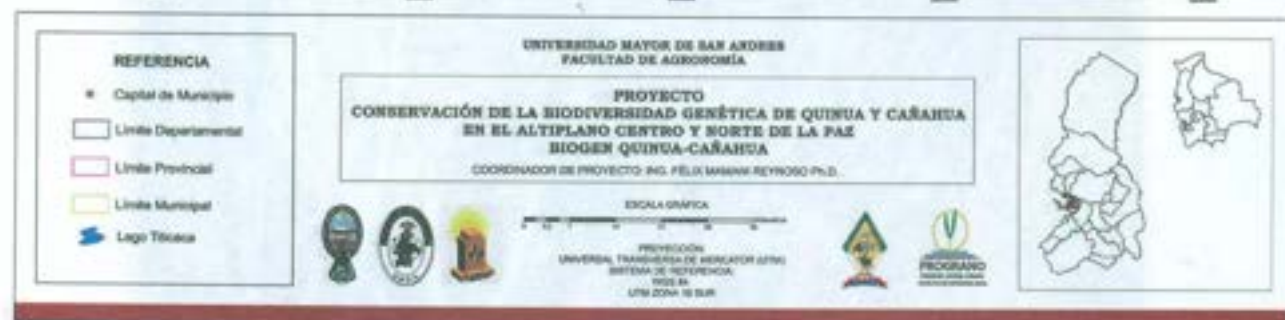 REFERENCIA
Capital de Municipio
Límite Departamental
Límite Provincial
Límite Municipal
Lago Titicaca
UNIVERSIDAD MAYOR DE SAN ANDRES
FACULTAD DE AGRONOMÍA
PROYECTO
CONSERVACIÓN DE LA BIODIVERSIDAD GENÉTICA DE QUINUA Y CAÑAHUA
EN EL ALTIPLANO CENTRO Y NORTE DE LA PAZ
BIOGEN QUINUA-CAÑAHUA
COORDINADOR DE PROYECTO: ING. FÉLIX MAMANI REYNOSO Ph.D.
ESCALA GRÁFICA
PROYECCIÓN
UNIVERSAL TRANSVERSA DE MERCATOR (UTM)
SISTEMA DE REFERENCIA:
WGS 84
UTM ZONA 19 SUR
PROGRANO